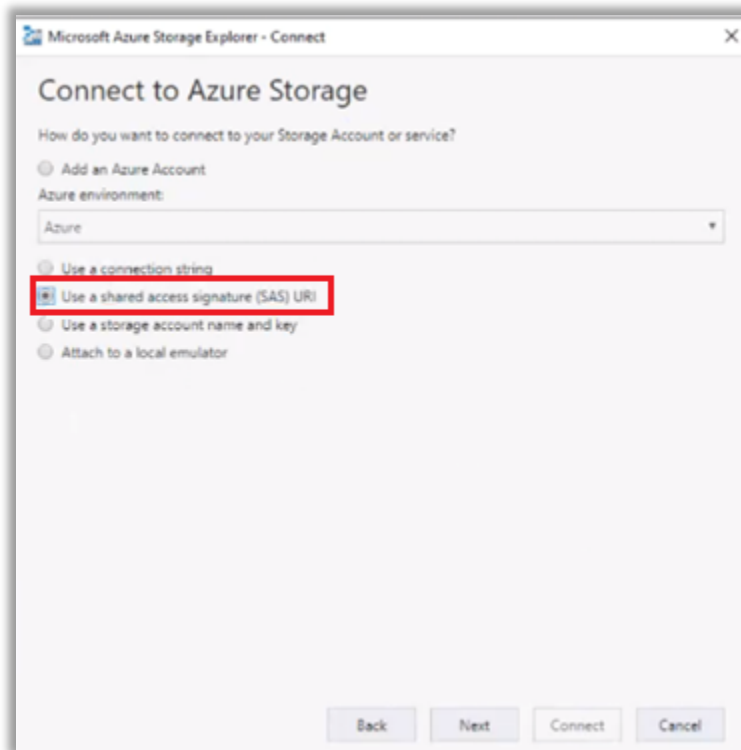 Microsoft Azure Storage Explorer - Connect
Connect to Azure Storage
How do you want to connect to your Storage Account or service?
Add an Azure Account
Azure environment:
Azure
Use a connection string
Use a shared access signature (SAS) URI
Use a storage account name and key
Attach to a local emulator
Back Next Connect Cancel